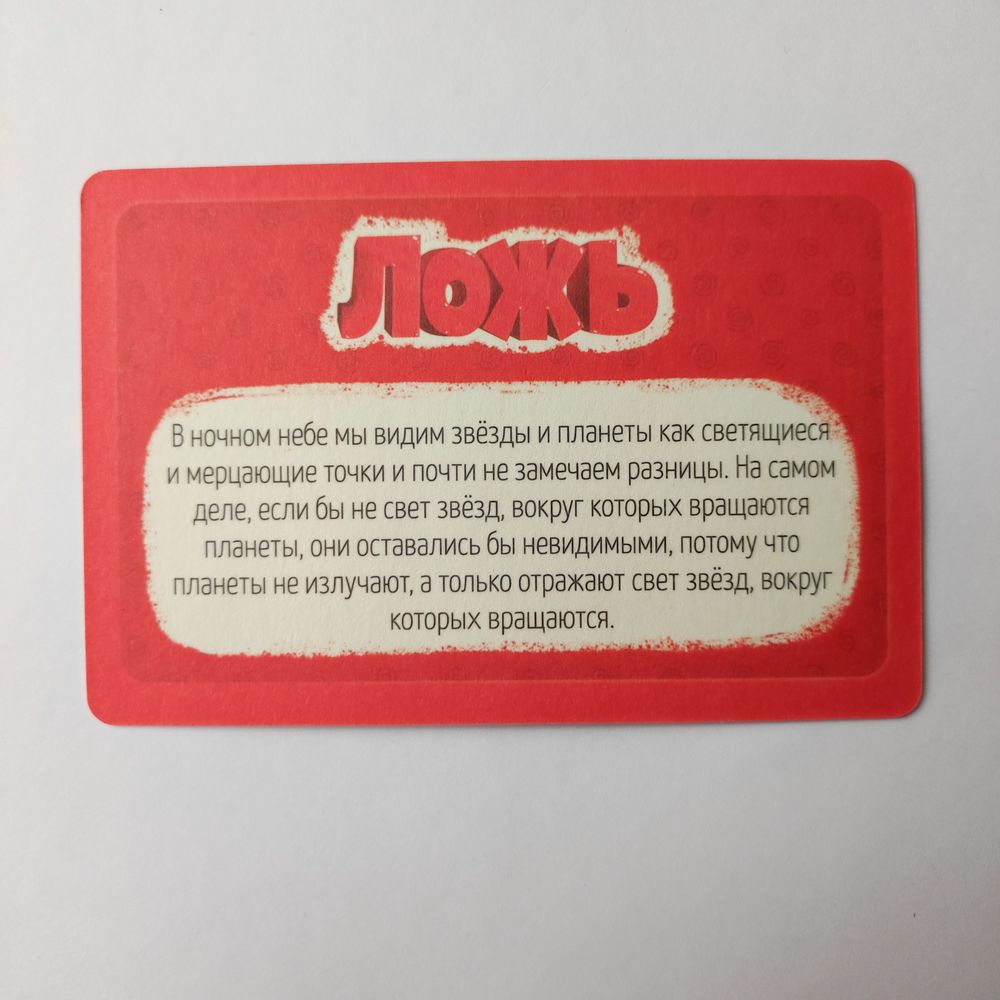 Ложь
В ночном небе мы видим звёзды и планеты как светящиеся
и мерцающие точки и почти не замечаем разницы. На самом
деле, если бы не свет звёзд, вокруг которых вращаются
планеты, они оставались бы невидимыми, потому что
планеты не излучают, а только отражают свет звёзд, вокруг
которых вращаются.